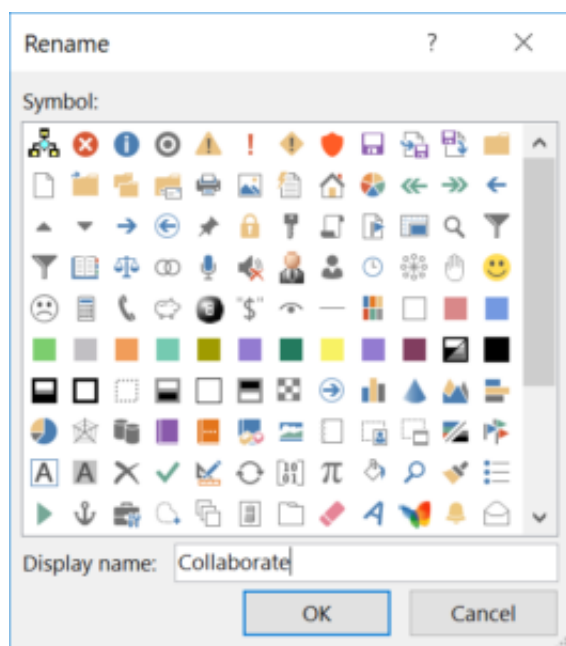 Rename ?
Symbol:
"$"
A A π
A
Display name: Collaborate
OK Cancel